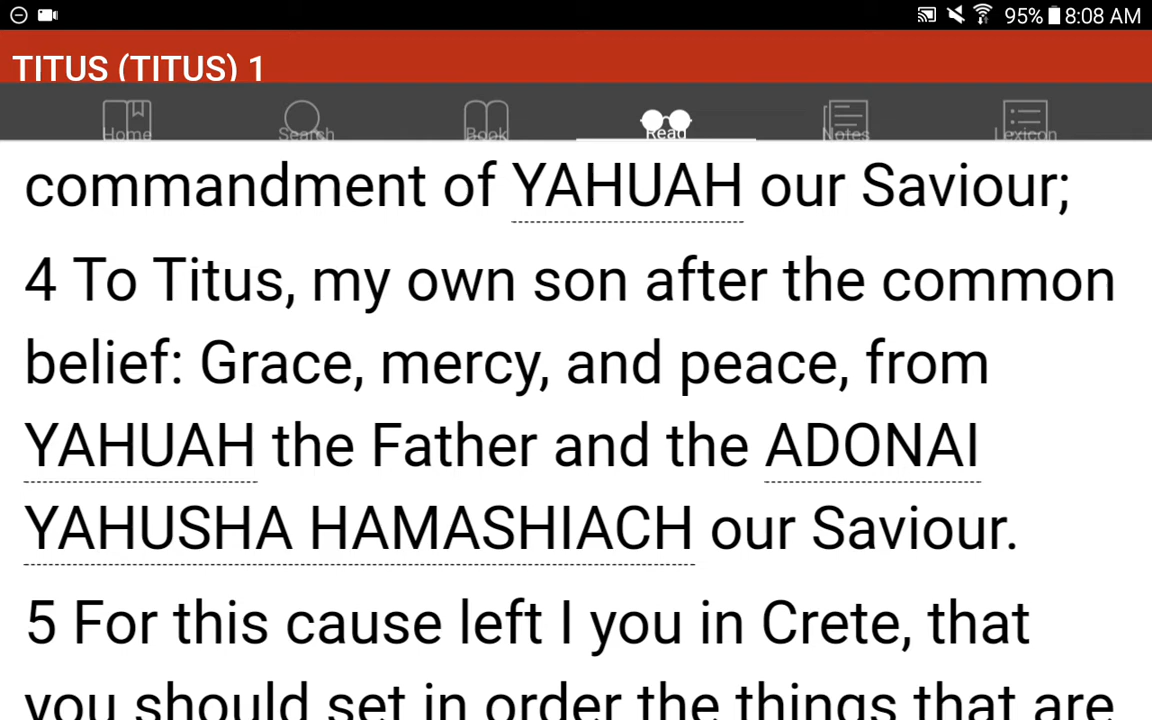 95% 8:08 AM
TITUS (TITUS) 1
Home Search Book Read Notes Lexicon
commandment of YAHUAH our Saviour;
4 To Titus, my own son after the common
belief: Grace, mercy, and peace, from
YAHUAH the Father and the ADONAI
YAHUSHA HAMASHIACH our Saviour.
5 For this cause left I you in Crete, that
you should set in order the things that are